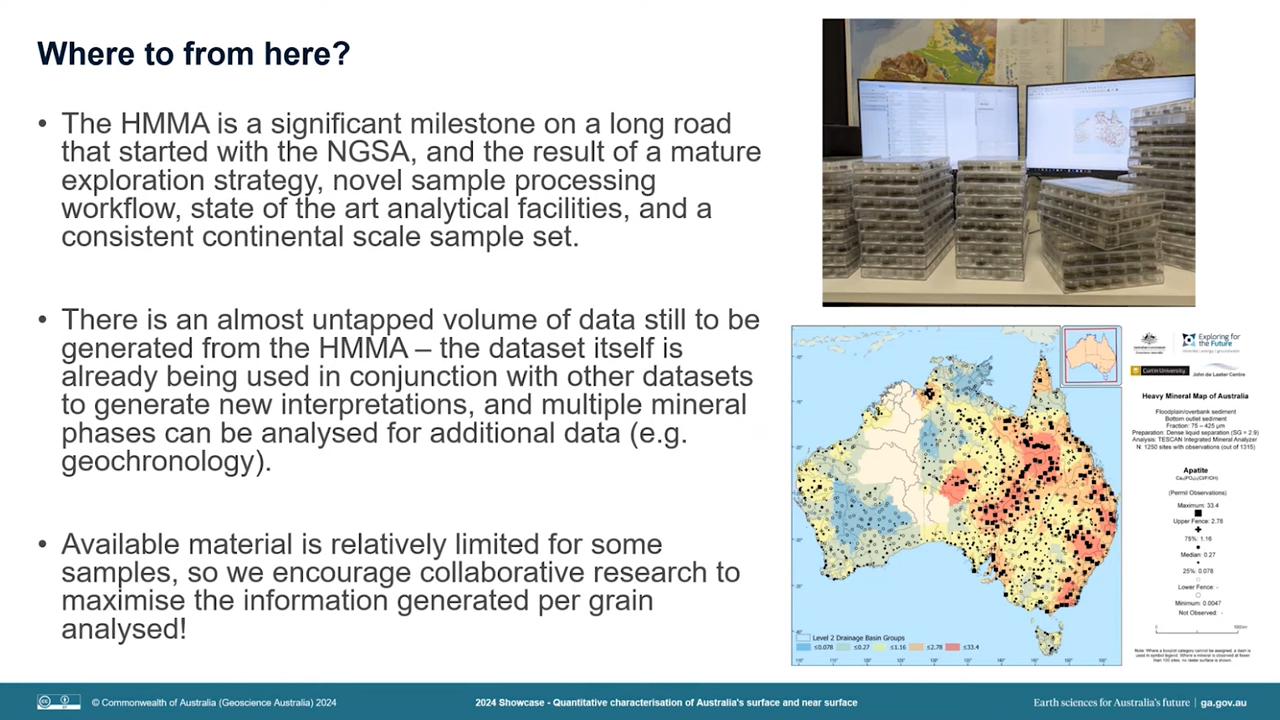 Where to from here?
• The HMMA is a significant milestone on a long road
that started with the NGSA, and the result of a mature
exploration strategy, novel sample processing
workflow, state of the art analytical facilities, and a
consistent continental scale sample set.
• There is an almost untapped volume of data still to be
generated from the HMMA – the dataset itself is
already being used in conjunction with other datasets
to generate new interpretations, and multiple mineral
phases can be analysed for additional data (e.g.
geochronology).
• Available material is relatively limited for some
samples, so we encourage collaborative research to
maximise the information generated per grain
analysed!
Exploring for
the Future
Curtin University
John de Laeter Centre
Heavy Mineral Map of Australia
Floodplain/overbank sediment
Bottom outlet sediment
Fraction: 75 – 425 µm
Preparation: Dense liquid separation (SG = 2.9)
Analysis: TESCAN Integrated Mineral Analyzer
N: 1250 sites with observations (out of 1315)
Apatite
(Permil Observations)
Maximum: 33.4
Upper Fence: 2.78
75%: 1.16
Median: 0.27
25%: 0.078
Lower Fence: -
Minimum: 0.0047
Not Observed: -
Level 2 Drainage Basin Groups
≤0.078 ≤0.27 ≤1.16 ≤2.78 ≤33.4
© Commonwealth of Australia (Geoscience Australia) 2024
2024 Showcase - Quantitative characterisation of Australia's surface and near surface
Earth sciences for Australia's future | ga.gov.au